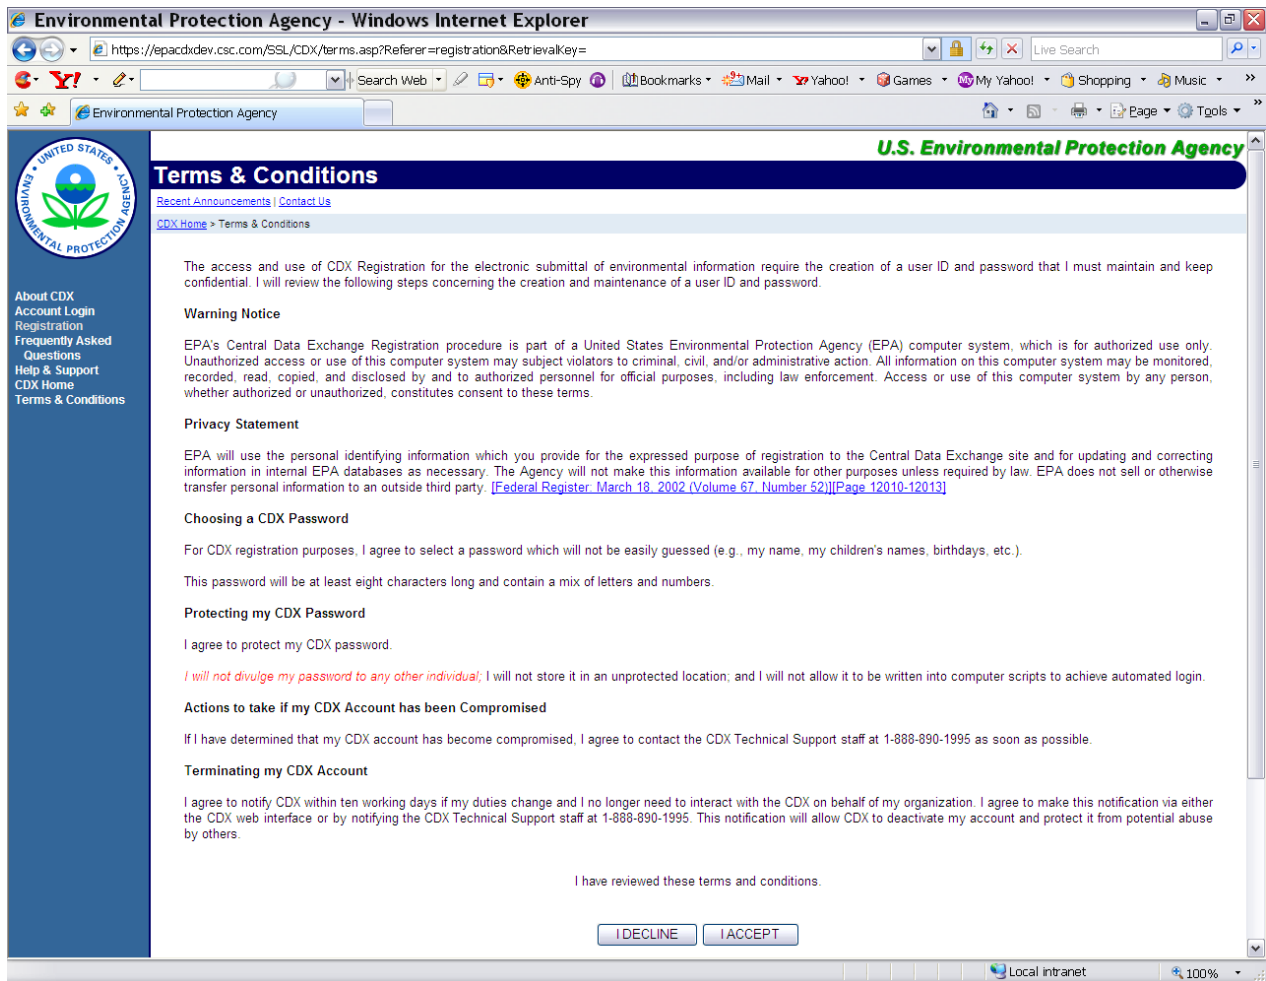 Environmental Protection Agency - Windows Internet Explorer
https://epacdxdev.csc.com/SSL/CDX/terms.asp?Referer=registration&RetrievalKey=
Live Search
Y! Search Web Anti-Spy Bookmarks Mail Yahoo! Games My Yahoo! Shopping Music »
Environmental Protection Agency Page Tools »
UNITED STATES ENVIRONMENTAL PROTECTION AGENCY
U.S. Environmental Protection Agency
Terms & Conditions
Recent Announcements | Contact Us
CDX Home > Terms & Conditions
About CDX
Account Login
Registration
Frequently Asked
Questions
Help & Support
CDX Home
Terms & Conditions
The access and use of CDX Registration for the electronic submittal of environmental information require the creation of a user ID and password that I must maintain and keep
confidential. I will review the following steps concerning the creation and maintenance of a user ID and password.
Warning Notice
EPA's Central Data Exchange Registration procedure is part of a United States Environmental Protection Agency (EPA) computer system, which is for authorized use only.
Unauthorized access or use of this computer system may subject violators to criminal, civil, and/or administrative action. All information on this computer system may be monitored,
recorded, read, copied, and disclosed by and to authorized personnel for official purposes, including law enforcement. Access or use of this computer system by any person,
whether authorized or unauthorized, constitutes consent to these terms.
Privacy Statement
EPA will use the personal identifying information which you provide for the expressed purpose of registration to the Central Data Exchange site and for updating and correcting
information in internal EPA databases as necessary. The Agency will not make this information available for other purposes unless required by law. EPA does not sell or otherwise
transfer personal information to an outside third party. [Federal Register: March 18, 2002 (Volume 67, Number 52)][Page 12010-12013]
Choosing a CDX Password
For CDX registration purposes, I agree to select a password which will not be easily guessed (e.g., my name, my children's names, birthdays, etc.).
This password will be at least eight characters long and contain a mix of letters and numbers.
Protecting my CDX Password
I agree to protect my CDX password.
I will not divulge my password to any other individual; I will not store it in an unprotected location; and I will not allow it to be written into computer scripts to achieve automated login.
Actions to take if my CDX Account has been Compromised
If I have determined that my CDX account has become compromised, I agree to contact the CDX Technical Support staff at 1-888-890-1995 as soon as possible.
Terminating my CDX Account
I agree to notify CDX within ten working days if my duties change and I no longer need to interact with the CDX on behalf of my organization. I agree to make this notification via either
the CDX web interface or by notifying the CDX Technical Support staff at 1-888-890-1995. This notification will allow CDX to deactivate my account and protect it from potential abuse
by others.
I have reviewed these terms and conditions.
I DECLINE I ACCEPT
Local intranet 100%